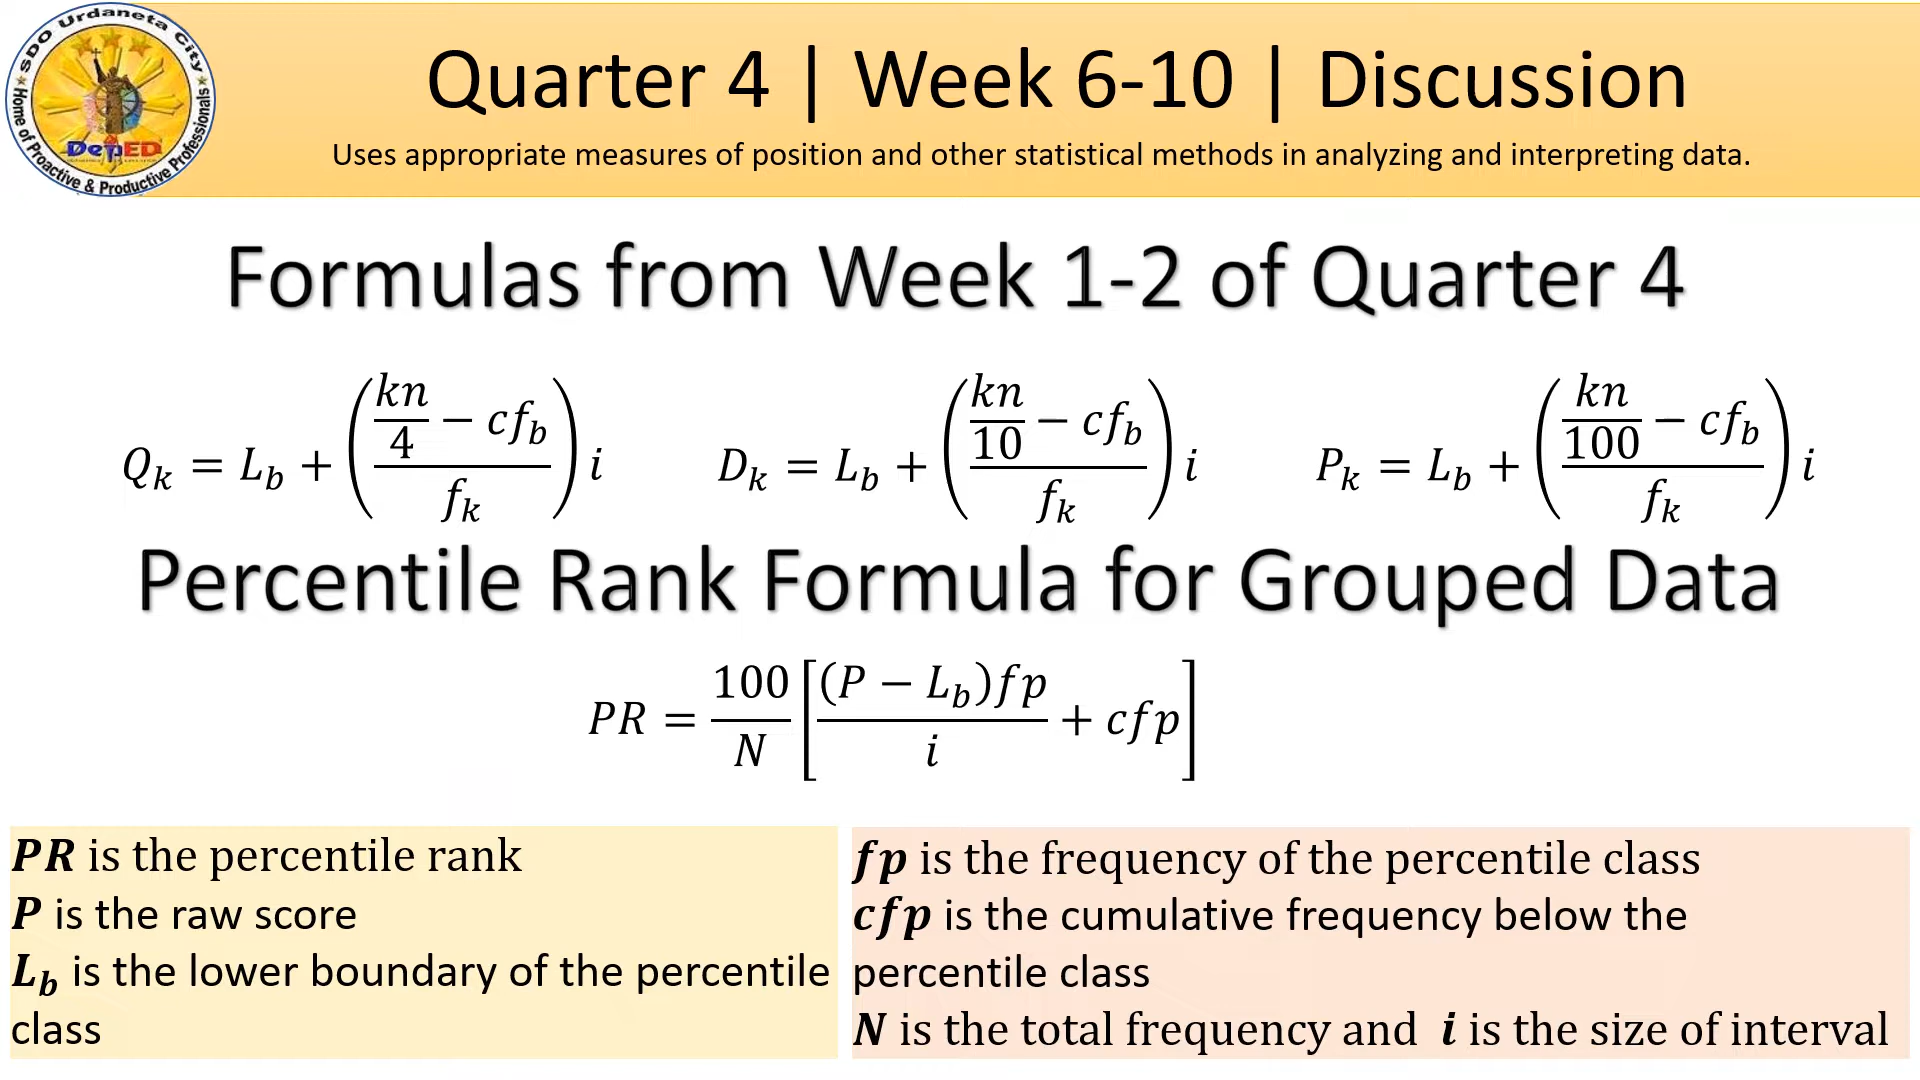 SDO Urdaneta City
Home of Proactive & Productive Professionals
DepED
Quarter 4 | Week 6-10 | Discussion
Uses appropriate measures of position and other statistical methods in analyzing and interpreting data.
Formulas from Week 1-2 of Quarter 4
Q_k = L_b + ((kn/4 − cf_b)/f_k) i
D_k = L_b + ((kn/10 − cf_b)/f_k) i
P_k = L_b + ((kn/100 − cf_b)/f_k) i
Percentile Rank Formula for Grouped Data
PR = 100/N [(P − L_b)fp/i + cfp]
PR is the percentile rank
P is the raw score
L_b is the lower boundary of the percentile
class
fp is the frequency of the percentile class
cfp is the cumulative frequency below the
percentile class
N is the total frequency and i is the size of interval